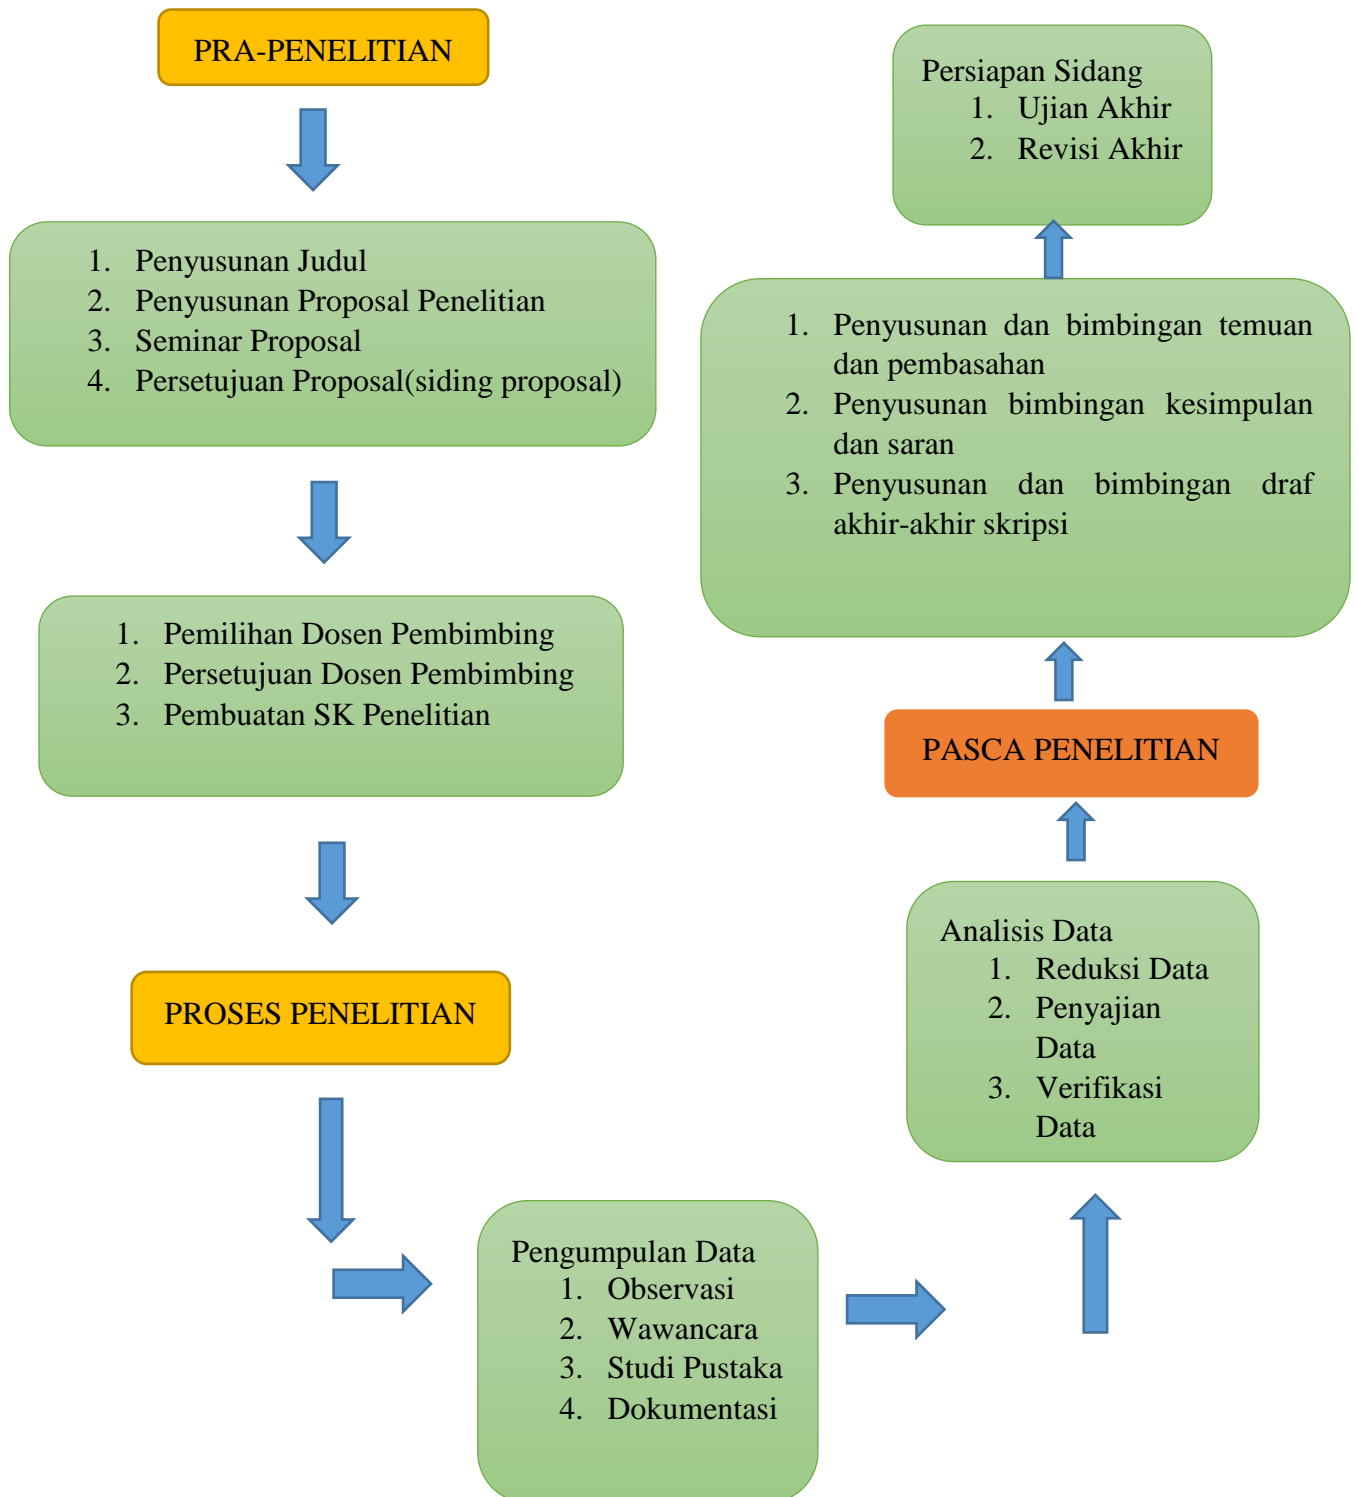 PRA-PENELITIAN
1. Penyusunan Judul
2. Penyusunan Proposal Penelitian
3. Seminar Proposal
4. Persetujuan Proposal(siding proposal)
1. Pemilihan Dosen Pembimbing
2. Persetujuan Dosen Pembimbing
3. Pembuatan SK Penelitian
PROSES PENELITIAN
Pengumpulan Data
1. Observasi
2. Wawancara
3. Studi Pustaka
4. Dokumentasi
Analisis Data
1. Reduksi Data
2. Penyajian
Data
3. Verifikasi
Data
PASCA PENELITIAN
1. Penyusunan dan bimbingan temuan
dan pembasahan
2. Penyusunan bimbingan kesimpulan
dan saran
3. Penyusunan dan bimbingan draf
akhir-akhir skripsi
Persiapan Sidang
1. Ujian Akhir
2. Revisi Akhir